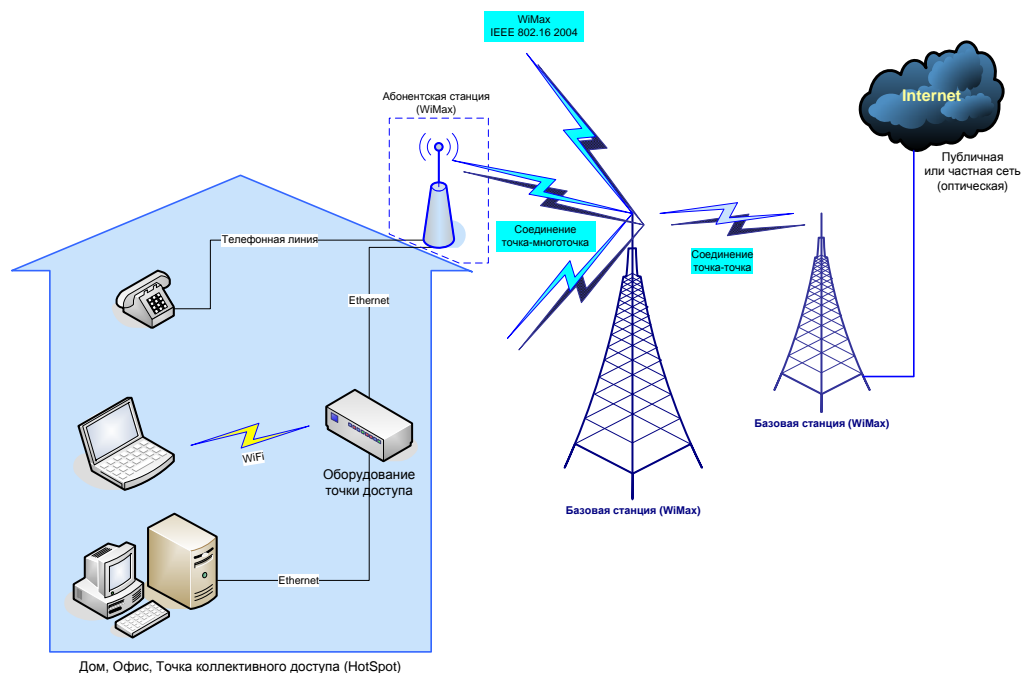 WiMax
IEEE 802.16 2004
Internet
Абонентская станция
(WiMax)
Публичная
или частная сеть
(оптическая)
Телефонная линия
Соединение
точка-многоточка
Соединение
точка-точка
Ethernet
Базовая станция (WiMax)
WiFi
Оборудование
точки доступа
Базовая станция (WiMax)
Ethernet
Дом, Офис, Точка коллективного доступа (HotSpot)